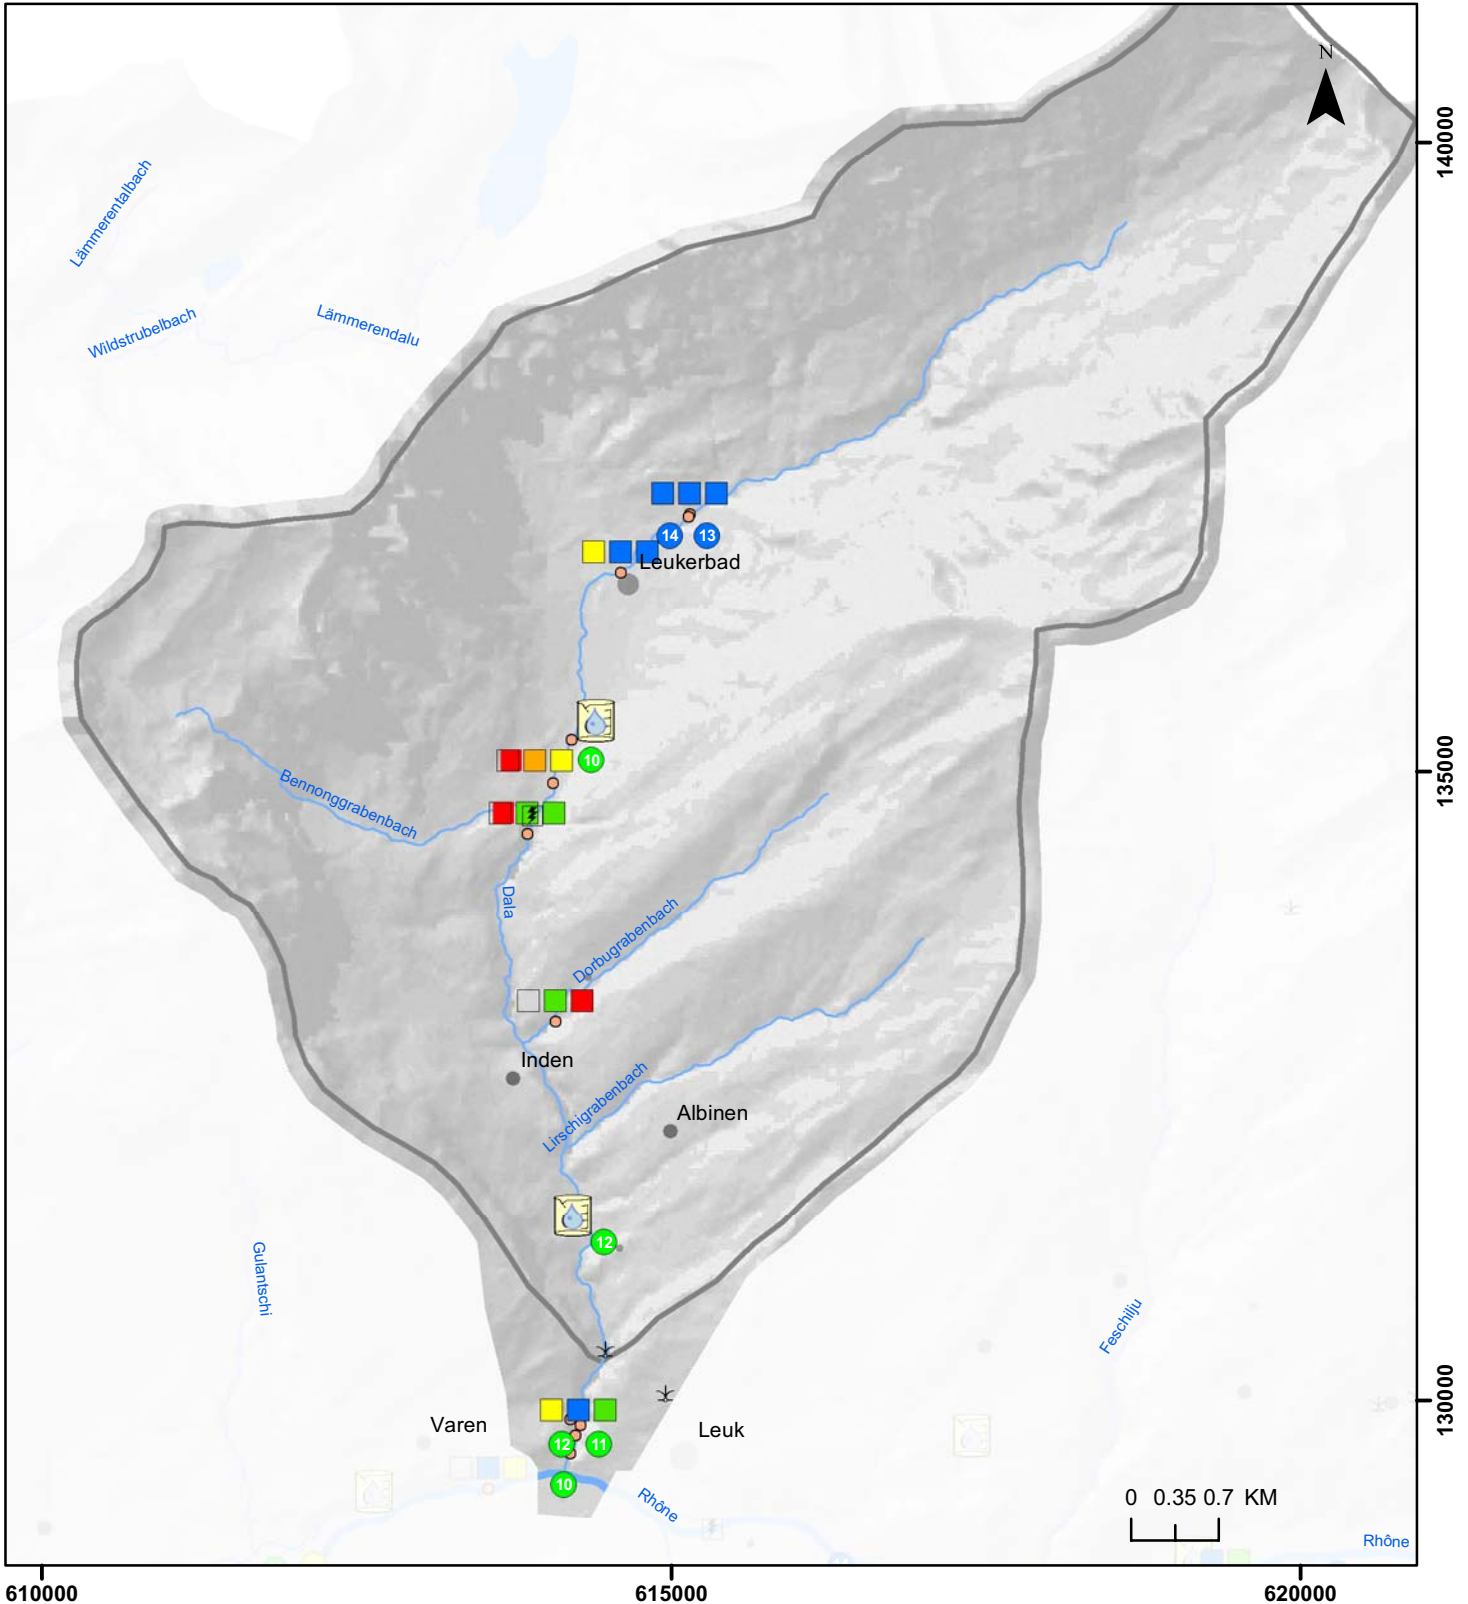 N
140000
Lämmerentalbach
Wildstrubelbach
Lämmerendalu
14
13
Leukerbad
135000
10
Bennonggrabenbach
Dala
Dorbugrabenbach
Inden
Lirschigrabenbach
Albinen
12
Gulantschi
Feschilju
130000
Varen
Leuk
12
11
10
Rhône
0 0.35 0.7 KM
Rhône
610000
615000
620000